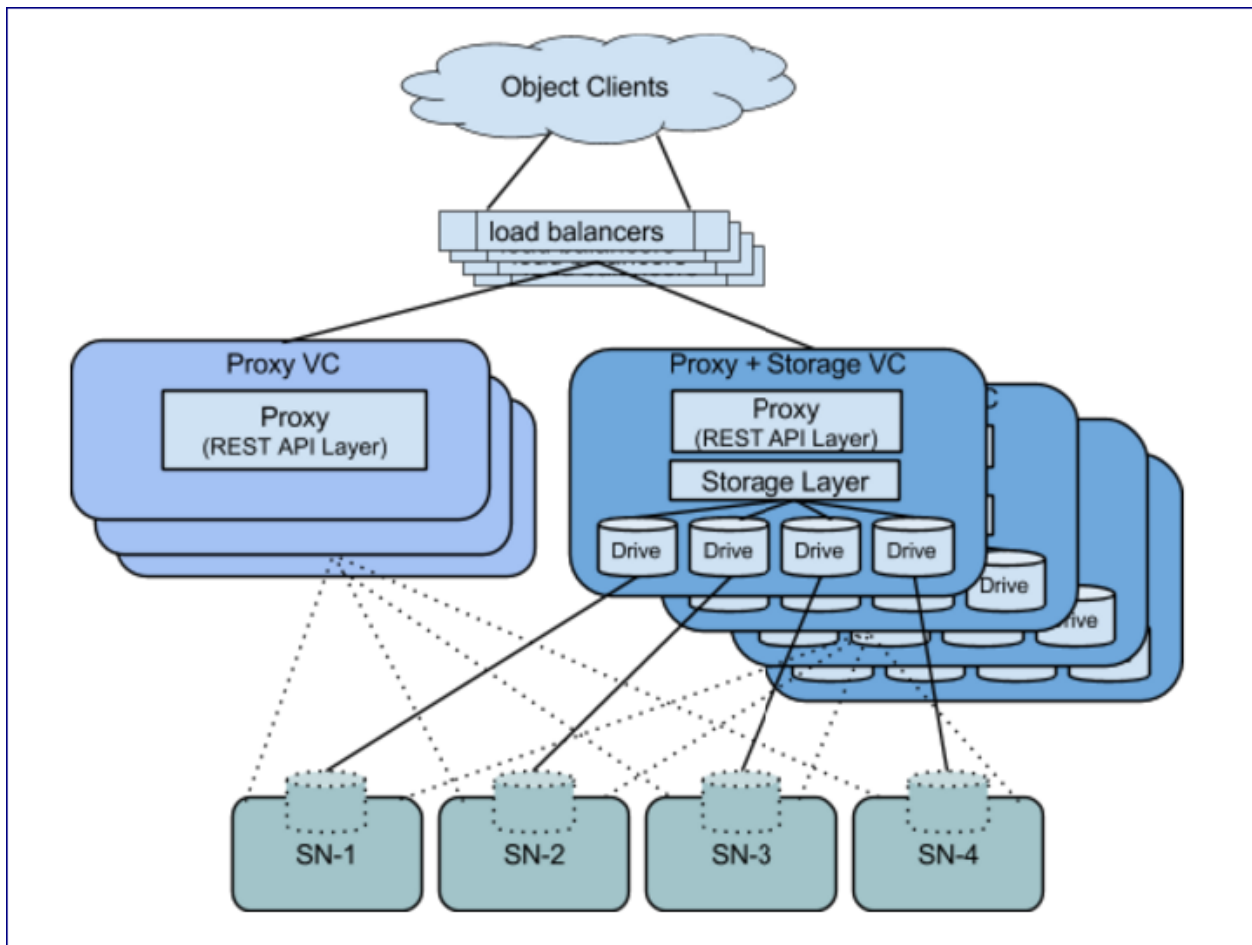 Object Clients
load balancers
Proxy VC
Proxy
(REST API Layer)
Proxy + Storage VC
C
Proxy
(REST API Layer)
Storage Layer
Drive
Drive
Drive
Drive
Drive
Drive
SN-1
SN-2
SN-3
SN-4